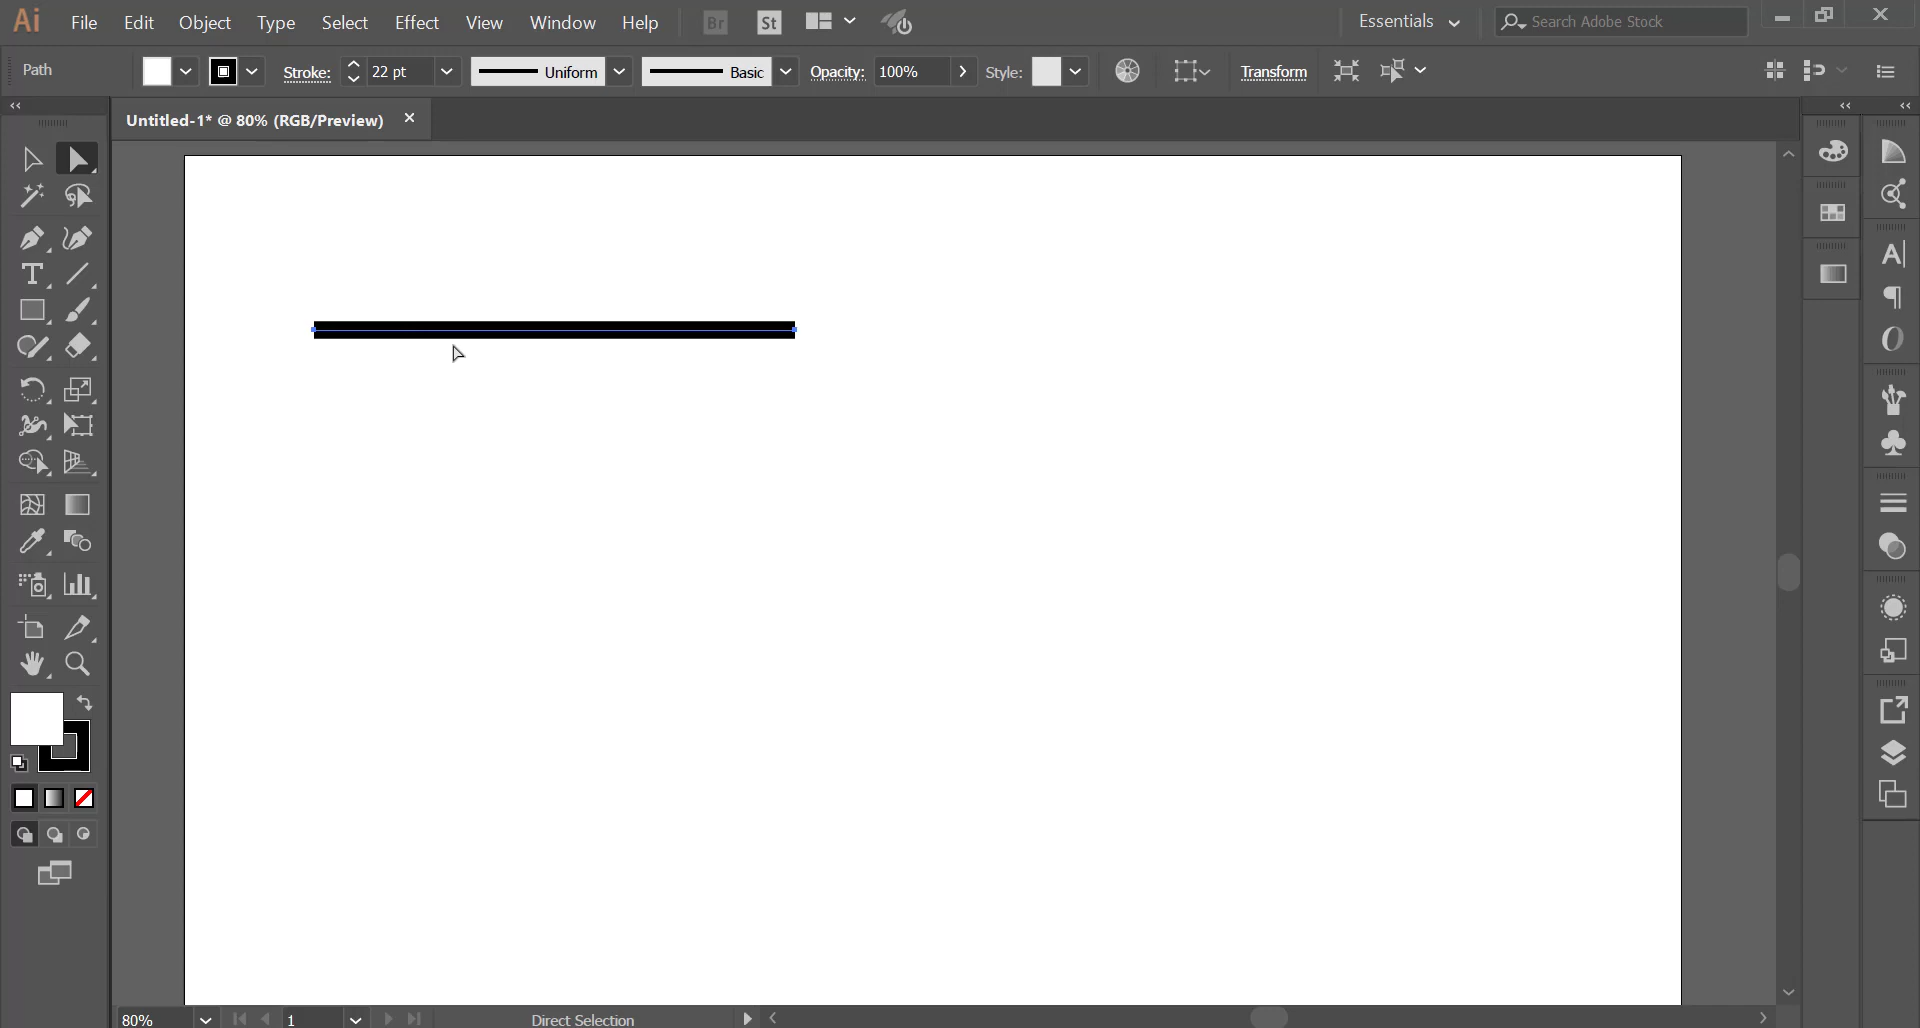 Ai File Edit Object Type Select Effect View Window Help Br St Essentials Search Adobe Stock
Path Stroke: 22 pt Uniform Basic Opacity: 100% Style: Transform
Untitled-1* @ 80% (RGB/Preview)
80% 1 Direct Selection